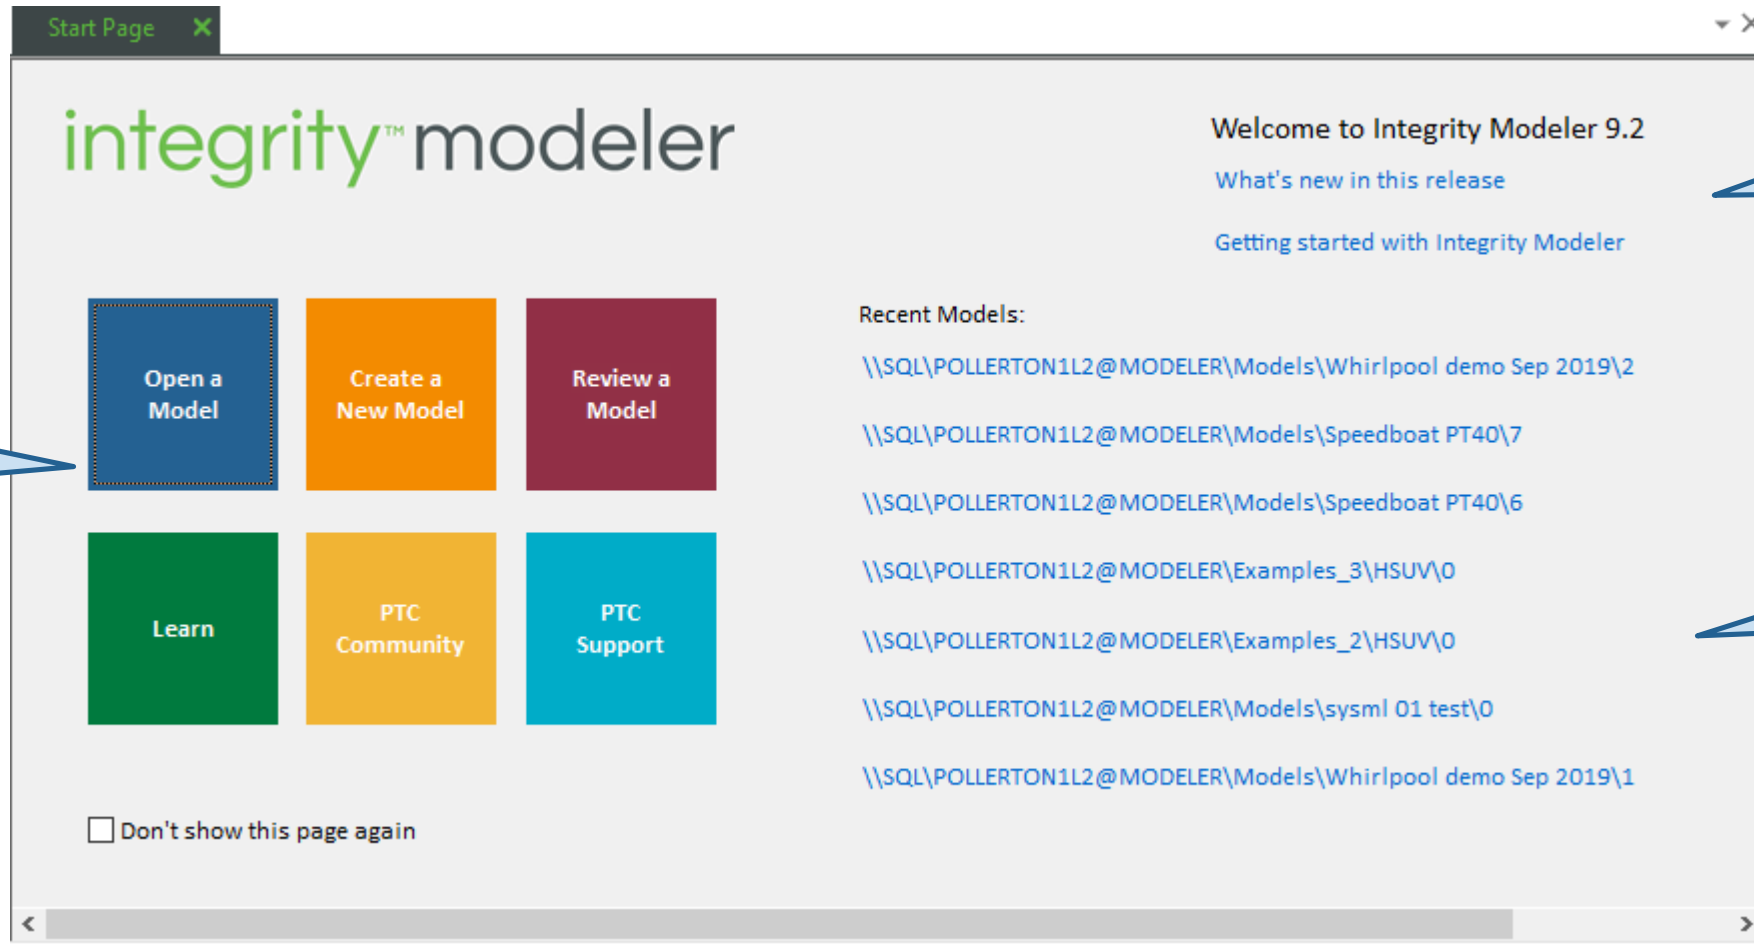 Start Page
integrity™modeler
Welcome to Integrity Modeler 9.2
What's new in this release
Getting started with Integrity Modeler
Open a
Model
Create a
New Model
Review a
Model
Learn
PTC
Community
PTC
Support
Recent Models:
\\SQL\POLLERTON1L2@MODELER\Models\Whirlpool demo Sep 2019\2
\\SQL\POLLERTON1L2@MODELER\Models\Speedboat PT40\7
\\SQL\POLLERTON1L2@MODELER\Models\Speedboat PT40\6
\\SQL\POLLERTON1L2@MODELER\Examples_3\HSUV\0
\\SQL\POLLERTON1L2@MODELER\Examples_2\HSUV\0
\\SQL\POLLERTON1L2@MODELER\Models\sysml 01 test\0
\\SQL\POLLERTON1L2@MODELER\Models\Whirlpool demo Sep 2019\1
Don't show this page again